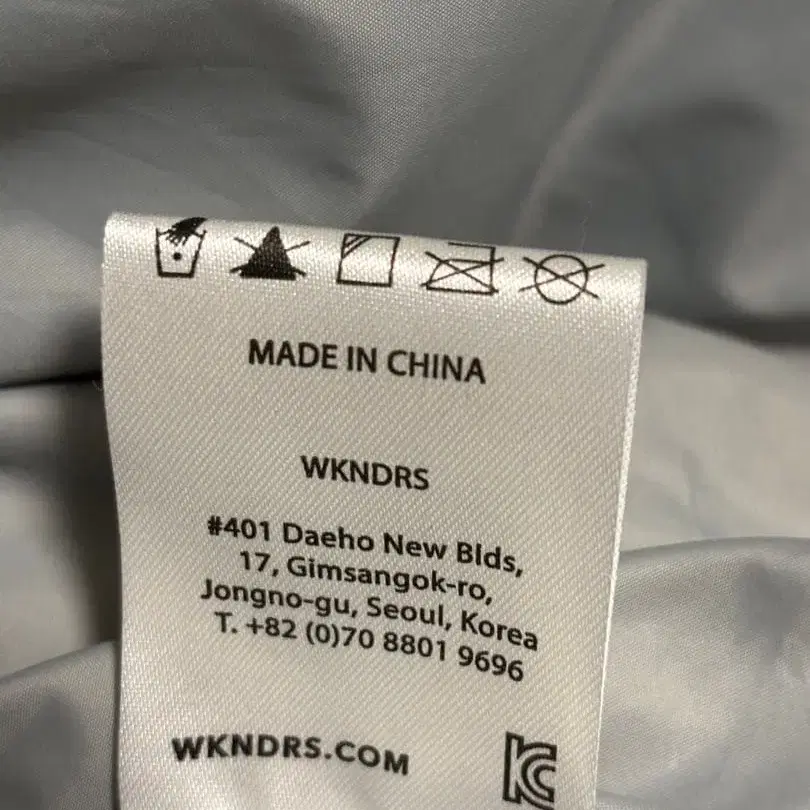 MADE IN CHINA
WKNDRS
#401 Daeho New Blds,
17, Gimsangok-ro,
Jongno-gu, Seoul, Korea
T. +82 (0)70 8801 9696
WKNDRS.COM
KC